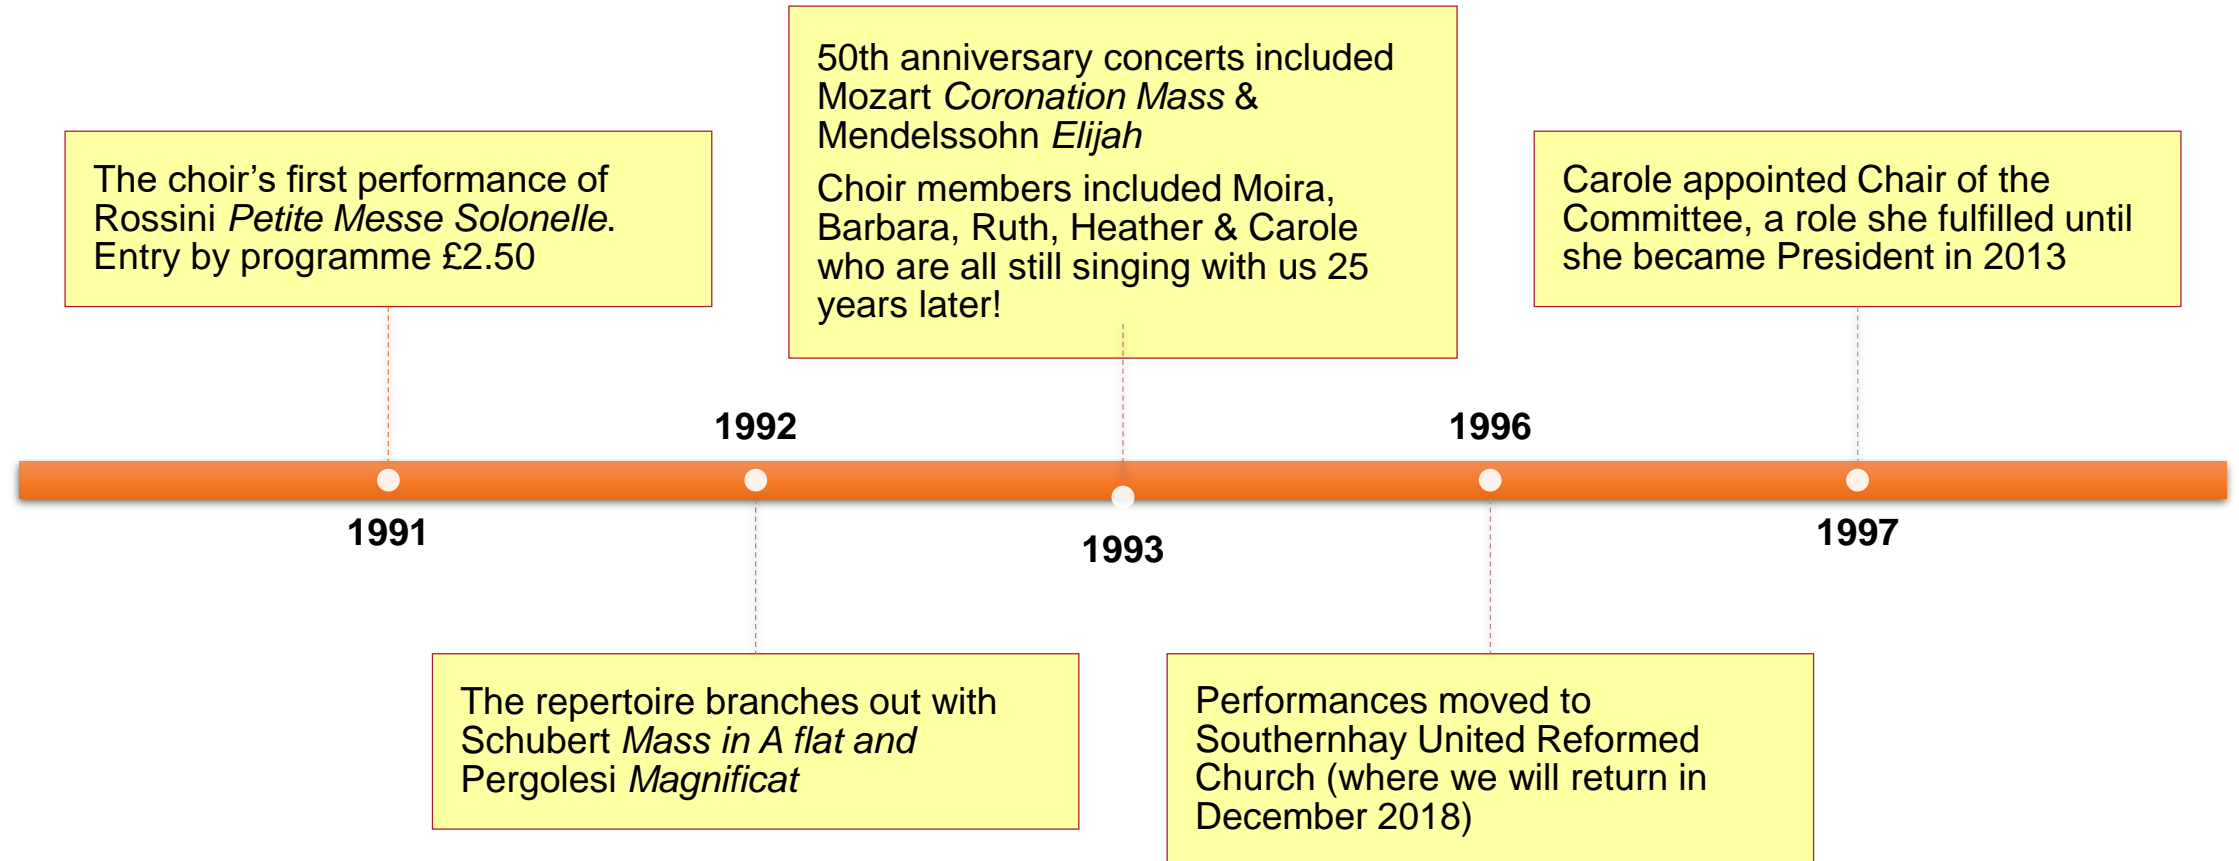 The choir’s first performance of
Rossini Petite Messe Solonelle.
Entry by programme £2.50
1991
1992
The repertoire branches out with
Schubert Mass in A flat and
Pergolesi Magnificat
50th anniversary concerts included
Mozart Coronation Mass &
Mendelssohn Elijah
Choir members included Moira,
Barbara, Ruth, Heather & Carole
who are all still singing with us 25
years later!
1993
1996
Performances moved to
Southernhay United Reformed
Church (where we will return in
December 2018)
Carole appointed Chair of the
Committee, a role she fulfilled until
she became President in 2013
1997